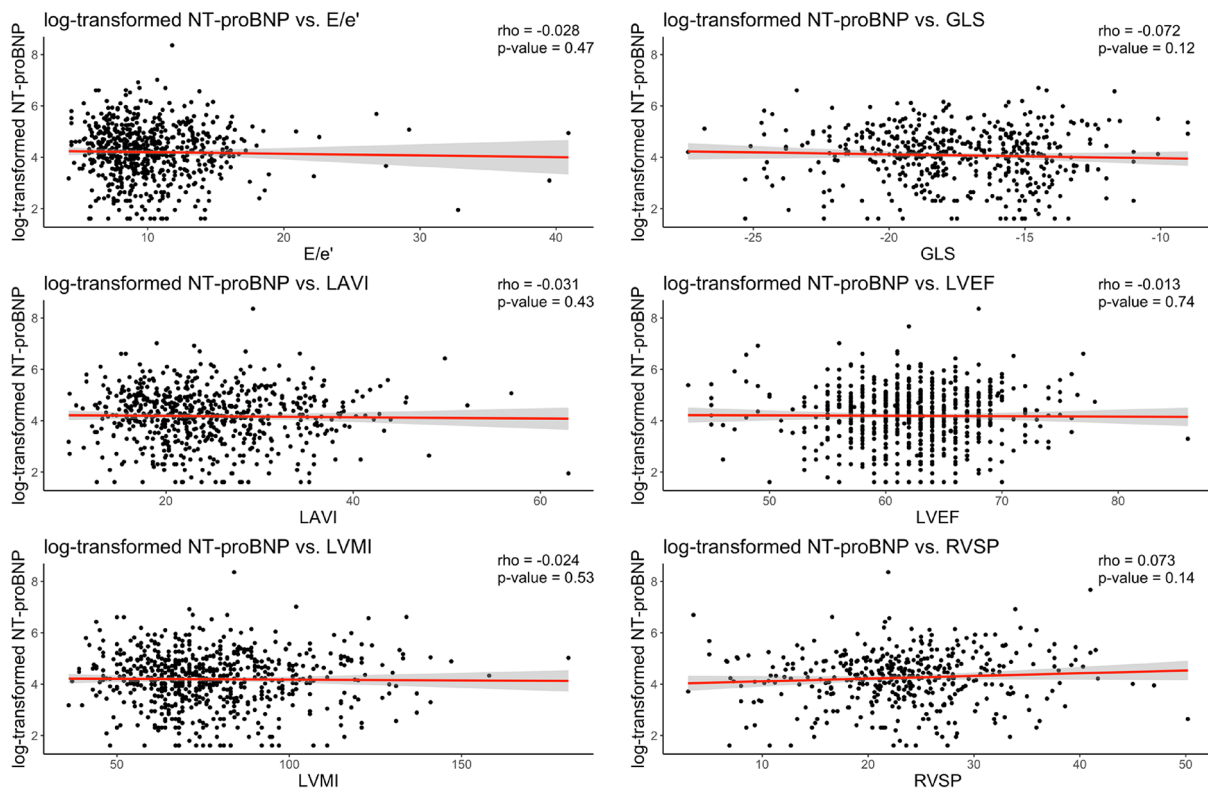 log-transformed NT-proBNP vs. E/e'
rho = -0.028
p-value = 0.47
log-transformed NT-proBNP
8
6
4
2
10
20
30
40
E/e'
log-transformed NT-proBNP vs. GLS
rho = -0.072
p-value = 0.12
log-transformed NT-proBNP
8
6
4
2
-25
-20
-15
-10
GLS
log-transformed NT-proBNP vs. LAVI
rho = -0.031
p-value = 0.43
log-transformed NT-proBNP
8
6
4
2
20
40
60
LAVI
log-transformed NT-proBNP vs. LVEF
rho = -0.013
p-value = 0.74
log-transformed NT-proBNP
8
6
4
2
50
60
70
80
LVEF
log-transformed NT-proBNP vs. LVMI
rho = -0.024
p-value = 0.53
log-transformed NT-proBNP
8
6
4
2
50
100
150
LVMI
log-transformed NT-proBNP vs. RVSP
rho = 0.073
p-value = 0.14
log-transformed NT-proBNP
8
6
4
2
10
20
30
40
50
RVSP